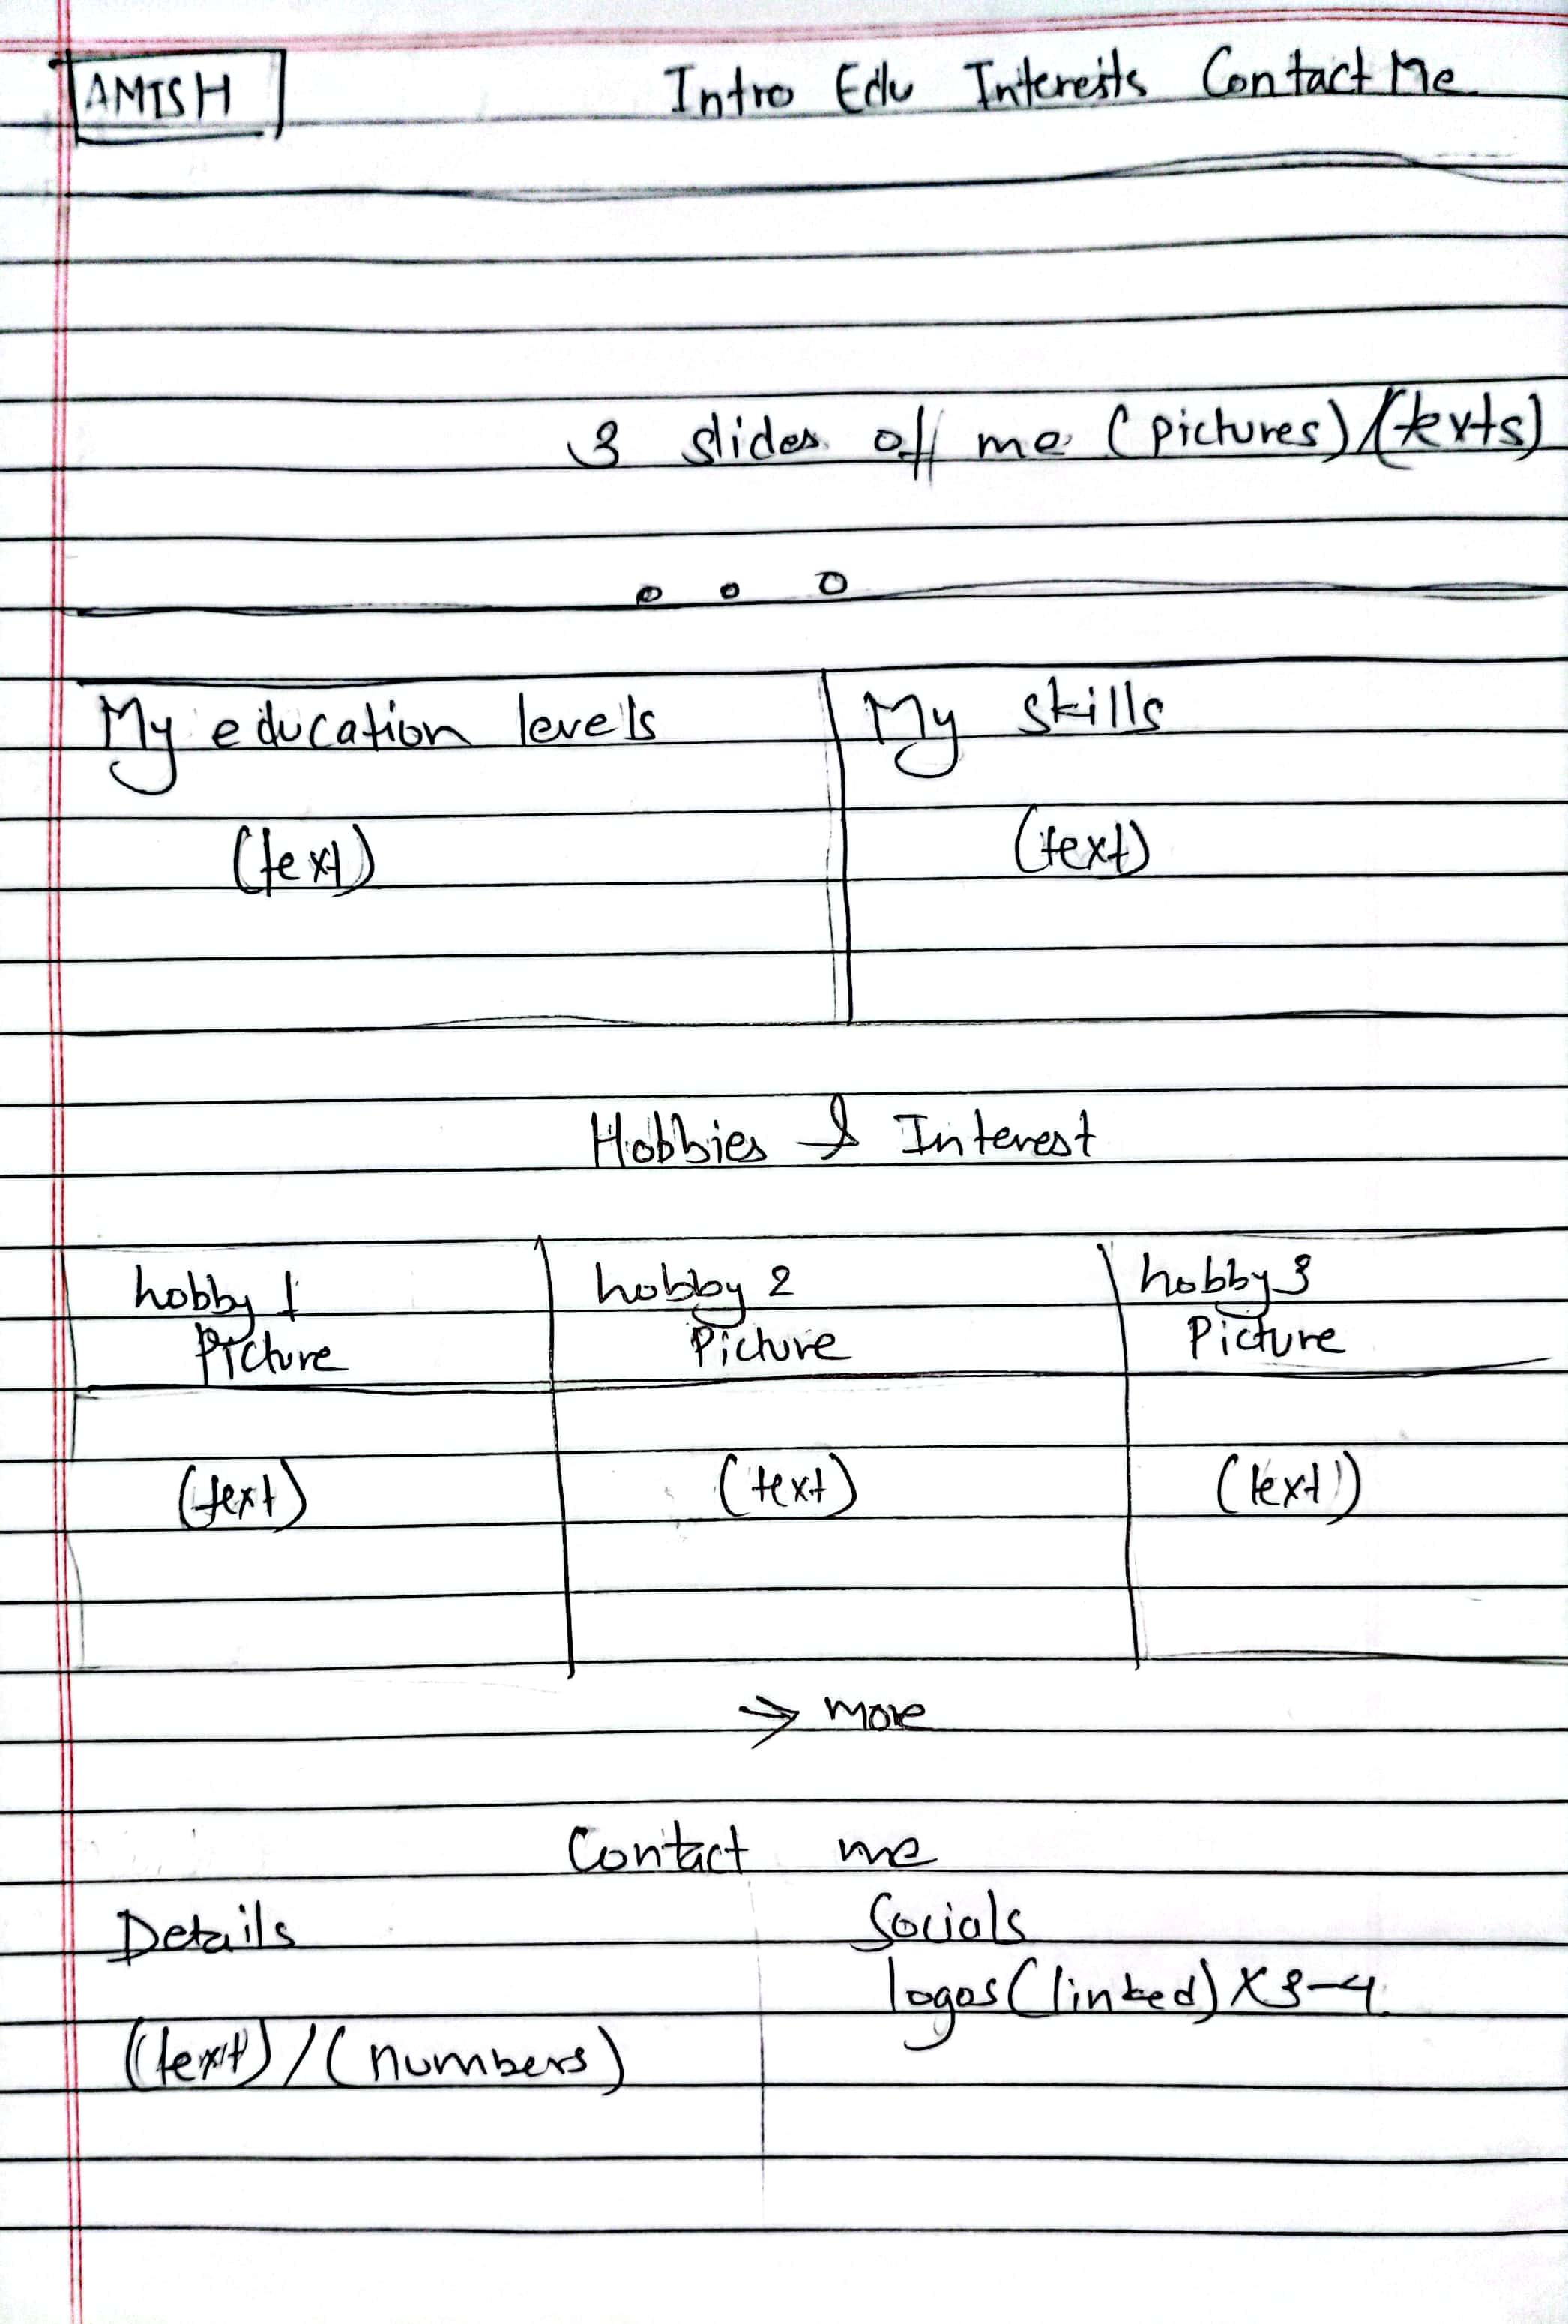 AMISH Intro Edu Interests Contact Me
3 slides off me (pictures)/(texts)
My education levels My skills
(text) (text)
Hobbies & Interest
hobby 1 hobby 2 hobby 3
Picture Picture Picture
(text) (text) (text)
→ more
Contact me
Details Socials
logos (linked) X 3-4.
(text)/(numbers)